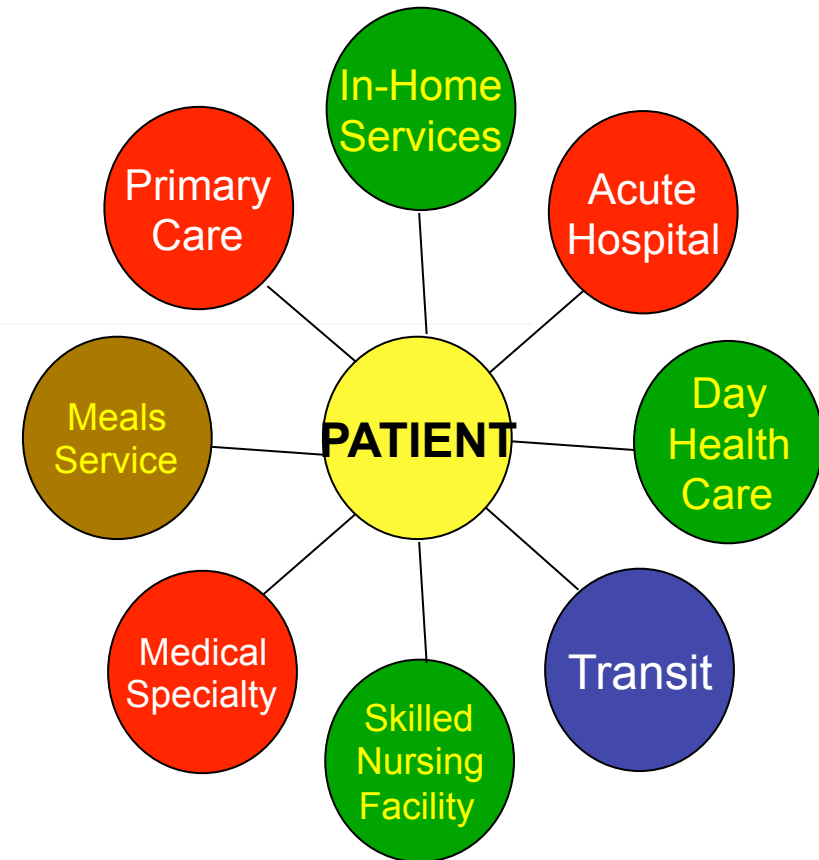 In-Home
Services
Primary
Care
Acute
Hospital
Meals
Service
PATIENT
Day
Health
Care
Medical
Specialty
Transit
Skilled
Nursing
Facility